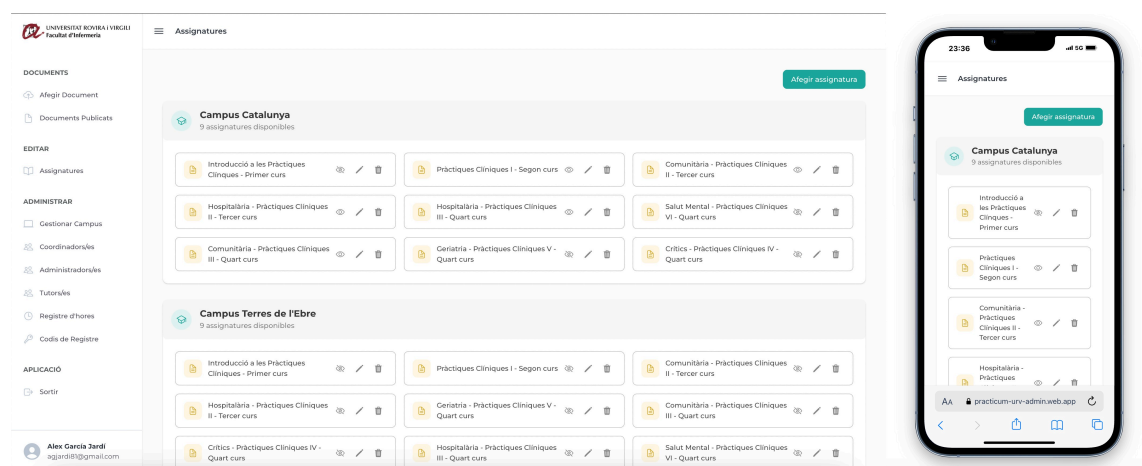 UNIVERSITAT ROVIRA i VIRGILI
Facultat d'Infermeria
Assignatures
DOCUMENTS
Afegir Document
Documents Publicats
EDITAR
Assignatures
ADMINISTRAR
Gestionar Campus
Coordinadors/es
Administradors/es
Tutors/es
Registre d'hores
Codis de Registre
APLICACIÓ
Sortir
Alex García Jardí
agjardi81@gmail.com
Afegir assignatura
Campus Catalunya
9 assignatures disponibles
Introducció a les Pràctiques
Clínques - Primer curs
Pràctiques Clíniques I - Segon curs
Comunitària - Pràctiques Clíniques
II - Tercer curs
Hospitalària - Pràctiques Clíniques
II - Tercer curs
Hospitalària - Pràctiques Clíniques
III - Quart curs
Salut Mental - Pràctiques Clíniques
VI - Quart curs
Comunitària - Pràctiques Clíniques
III - Quart curs
Geriatria - Pràctiques Clíniques V -
Quart curs
Crítics - Pràctiques Clíniques IV -
Quart curs
Campus Terres de l'Ebre
9 assignatures disponibles
Introducció a les Pràctiques
Clíniques - Primer curs
Pràctiques Clíniques I - Segon curs
Comunitària - Pràctiques Clíniques
II - Tercer curs
Hospitalària - Pràctiques Clíniques
II - Tercer curs
Geriatria - Pràctiques Clíniques V -
Quart curs
Comunitària - Pràctiques Clíniques
III - Quart curs
Crítics - Pràctiques Clíniques IV -
Quart curs
Hospitalària - Pràctiques Clíniques
III - Quart curs
Salut Mental - Pràctiques Clíniques
VI - Quart curs
23:36
5G
Assignatures
Afegir assignatura
Campus Catalunya
9 assignatures disponibles
Introducció a
les Pràctiques
Clínques -
Primer curs
Pràctiques
Clíniques I -
Segon curs
Comunitària -
Pràctiques
Clíniques II -
Tercer curs
Hospitalària -
Pràctiques
AA practicum-urv-admin.web.app